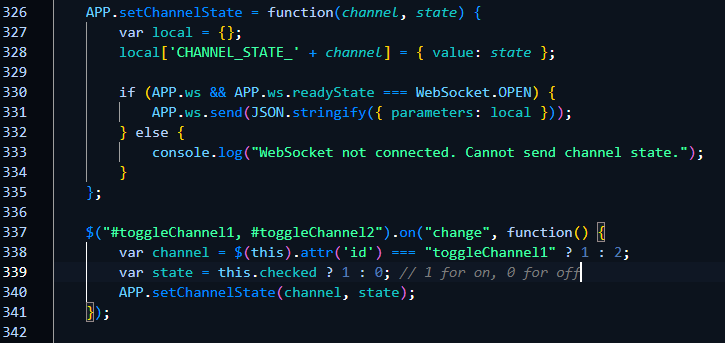 326 APP.setChannelState = function(channel, state) {
327 var local = {};
328 local['CHANNEL_STATE_' + channel] = { value: state };
329
330 if (APP.ws && APP.ws.readyState === WebSocket.OPEN) {
331 APP.ws.send(JSON.stringify({ parameters: local }));
332 } else {
333 console.log("WebSocket not connected. Cannot send channel state.");
334 }
335 };
336
337 $("#toggleChannel1, #toggleChannel2").on("change", function() {
338 var channel = $(this).attr('id') === "toggleChannel1" ? 1 : 2;
339 var state = this.checked ? 1 : 0; // 1 for on, 0 for off
340 APP.setChannelState(channel, state);
341 });
342